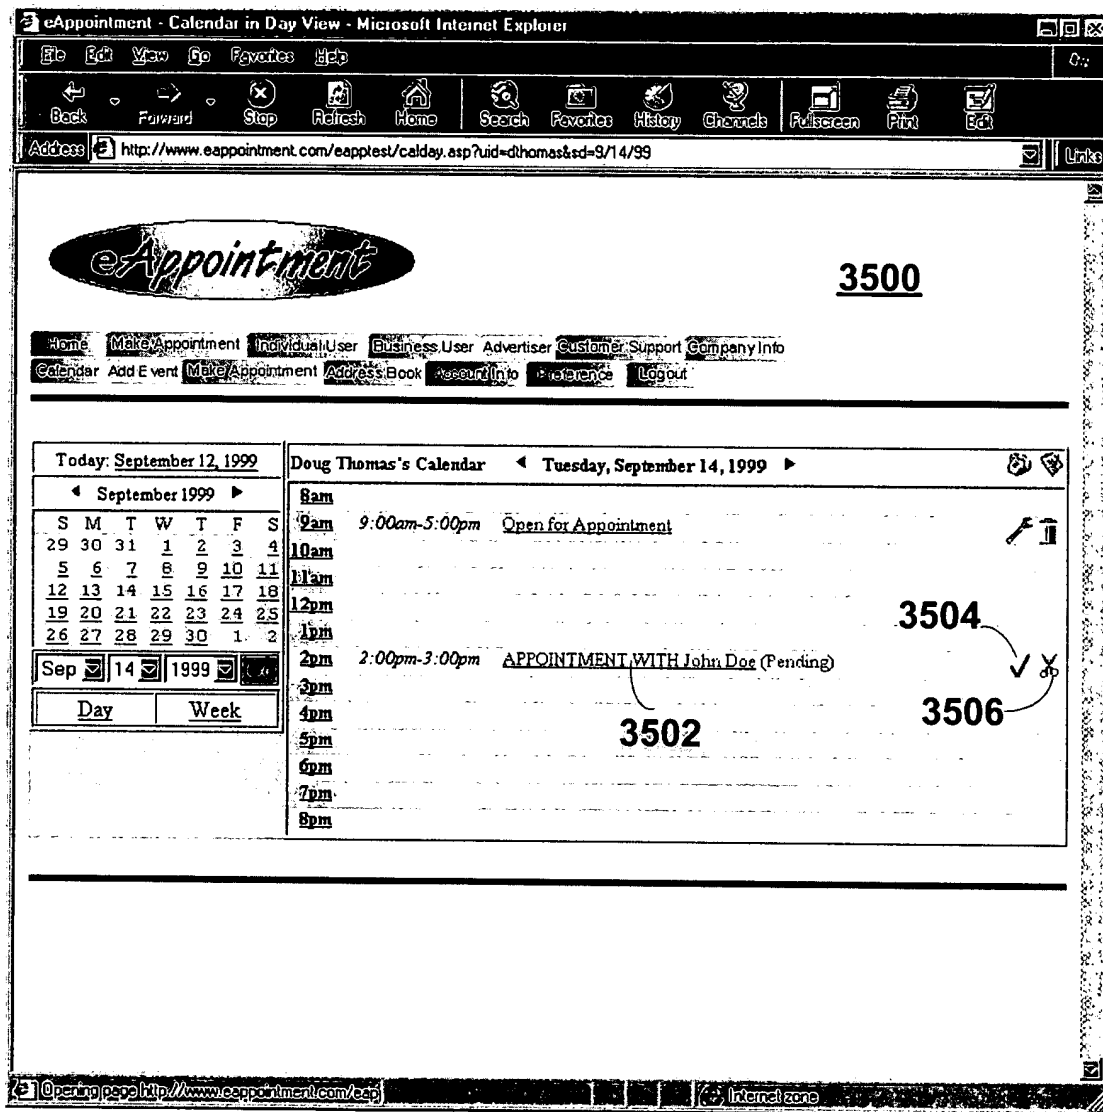 eAppointment - Calendar in Day View - Microsoft Internet Explorer
File Edit View Go Favorites Help
Back Forward Stop Refresh Home Search Favorites History Channels Fullscreen Print Edit
Address http://www.eappointment.com/eapptest/calday.asp?uid=dthomas&sd=9/14/99 Links
eAppointment
3500
Home Make Appointment Individual User Business User Advertiser Customer Support Company Info
Calendar Add Event Make Appointment Address Book Account Info Preference Logout
Today: September 12, 1999
September 1999
S M T W T F S
29 30 31 1 2 3 4
5 6 7 8 9 10 11
12 13 14 15 16 17 18
19 20 21 22 23 24 25
26 27 28 29 30 1 2
Sep 14 1999
Day Week
Doug Thomas's Calendar Tuesday, September 14, 1999
8am
9am 9:00am-5:00pm Open for Appointment
10am
11am
12pm
3504
1pm
2pm 2:00pm-3:00pm APPOINTMENT WITH John Doe (Pending)
3pm
3506
4pm
3502
5pm
6pm
7pm
8pm
Opening page http://www.eappointment.com/eap Internet zone